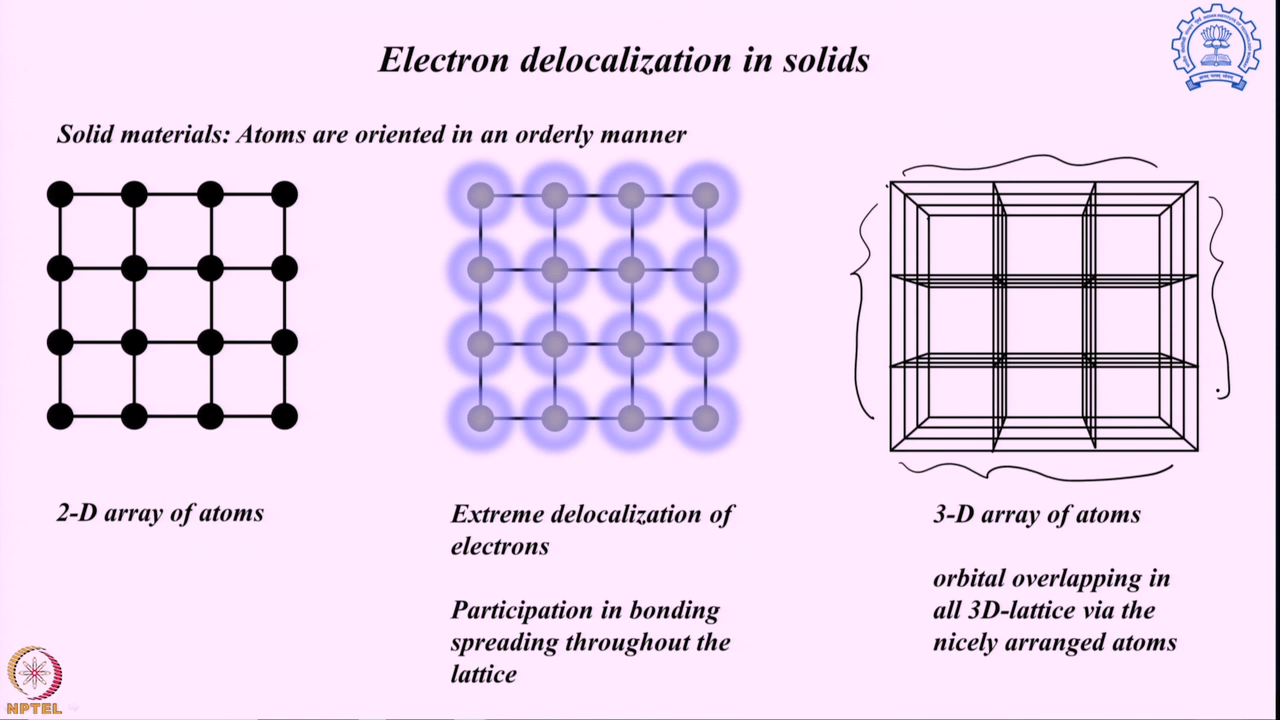 Electron delocalization in solids
Solid materials: Atoms are oriented in an orderly manner
2-D array of atoms
Extreme delocalization of
electrons
Participation in bonding
spreading throughout the
lattice
3-D array of atoms
orbital overlapping in
all 3D-lattice via the
nicely arranged atoms
NPTEL